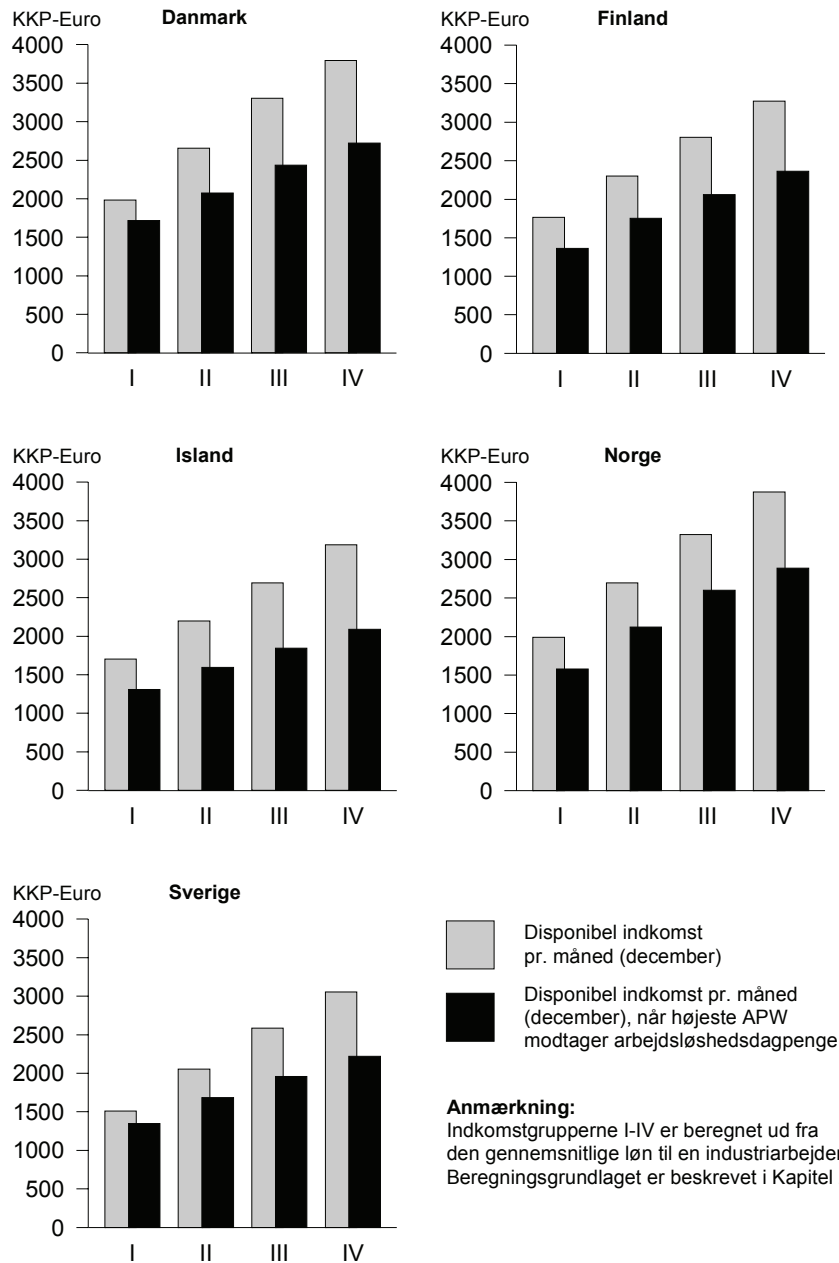 KKP-Euro Danmark
4000
3500
3000
2500
2000
1500
1000
500
0
I II III IV
KKP-Euro Finland
4000
3500
3000
2500
2000
1500
1000
500
0
I II III IV
KKP-Euro Island
4000
3500
3000
2500
2000
1500
1000
500
0
I II III IV
KKP-Euro Norge
4000
3500
3000
2500
2000
1500
1000
500
0
I II III IV
KKP-Euro Sverige
4000
3500
3000
2500
2000
1500
1000
500
0
I II III IV
Disponibel indkomst
pr. måned (december)
Disponibel indkomst pr. måned
(december), når højeste APW
modtager arbejdsløshedsdagpenge
Anmærkning:
Indkomstgrupperne I-IV er beregnet ud fra
den gennemsnitlige løn til en industriarbejder
Beregningsgrundlaget er beskrevet i Kapitel